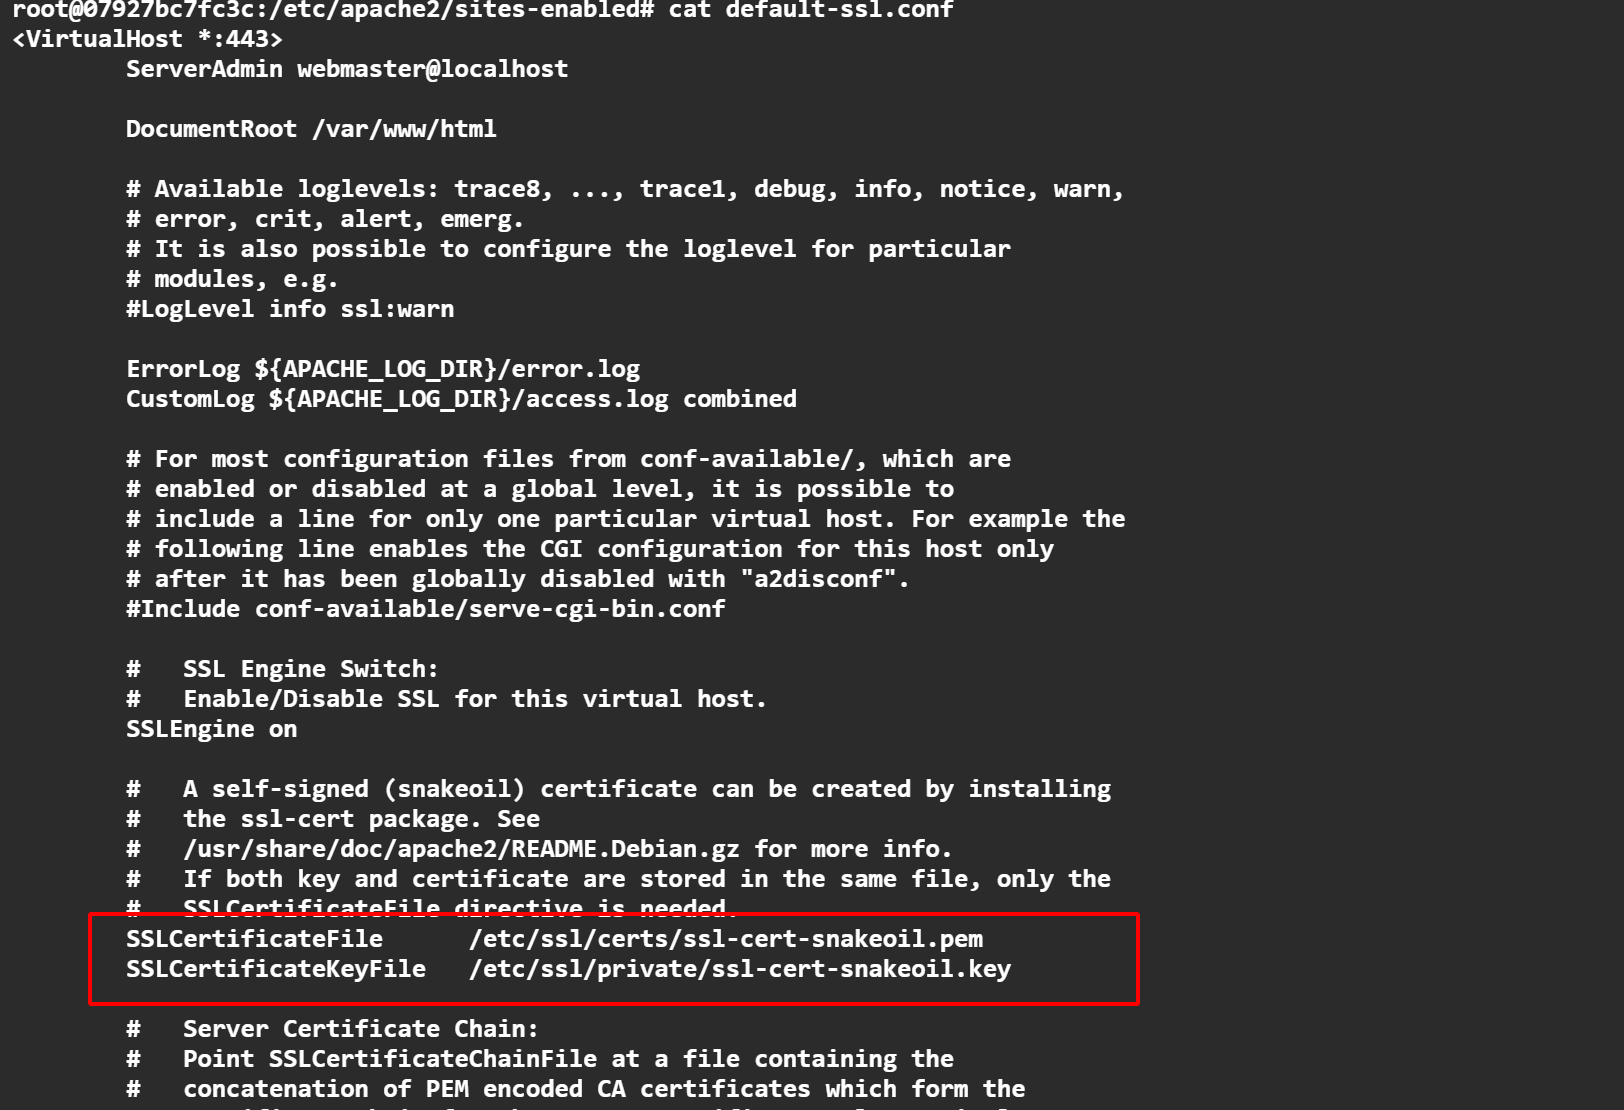 root@07927bc7fc3c:/etc/apache2/sites-enabled# cat default-ssl.conf
<VirtualHost *:443>
        ServerAdmin webmaster@localhost

        DocumentRoot /var/www/html

        # Available loglevels: trace8, ..., trace1, debug, info, notice, warn,
        # error, crit, alert, emerg.
        # It is also possible to configure the loglevel for particular
        # modules, e.g.
        #LogLevel info ssl:warn

        ErrorLog ${APACHE_LOG_DIR}/error.log
        CustomLog ${APACHE_LOG_DIR}/access.log combined

        # For most configuration files from conf-available/, which are
        # enabled or disabled at a global level, it is possible to
        # include a line for only one particular virtual host. For example the
        # following line enables the CGI configuration for this host only
        # after it has been globally disabled with "a2disconf".
        #Include conf-available/serve-cgi-bin.conf

        #   SSL Engine Switch:
        #   Enable/Disable SSL for this virtual host.
        SSLEngine on

        #   A self-signed (snakeoil) certificate can be created by installing
        #   the ssl-cert package. See
        #   /usr/share/doc/apache2/README.Debian.gz for more info.
        #   If both key and certificate are stored in the same file, only the
        #   SSLCertificateFile directive is needed.
        SSLCertificateFile      /etc/ssl/certs/ssl-cert-snakeoil.pem
        SSLCertificateKeyFile   /etc/ssl/private/ssl-cert-snakeoil.key

        #   Server Certificate Chain:
        #   Point SSLCertificateChainFile at a file containing the
        #   concatenation of PEM encoded CA certificates which form the